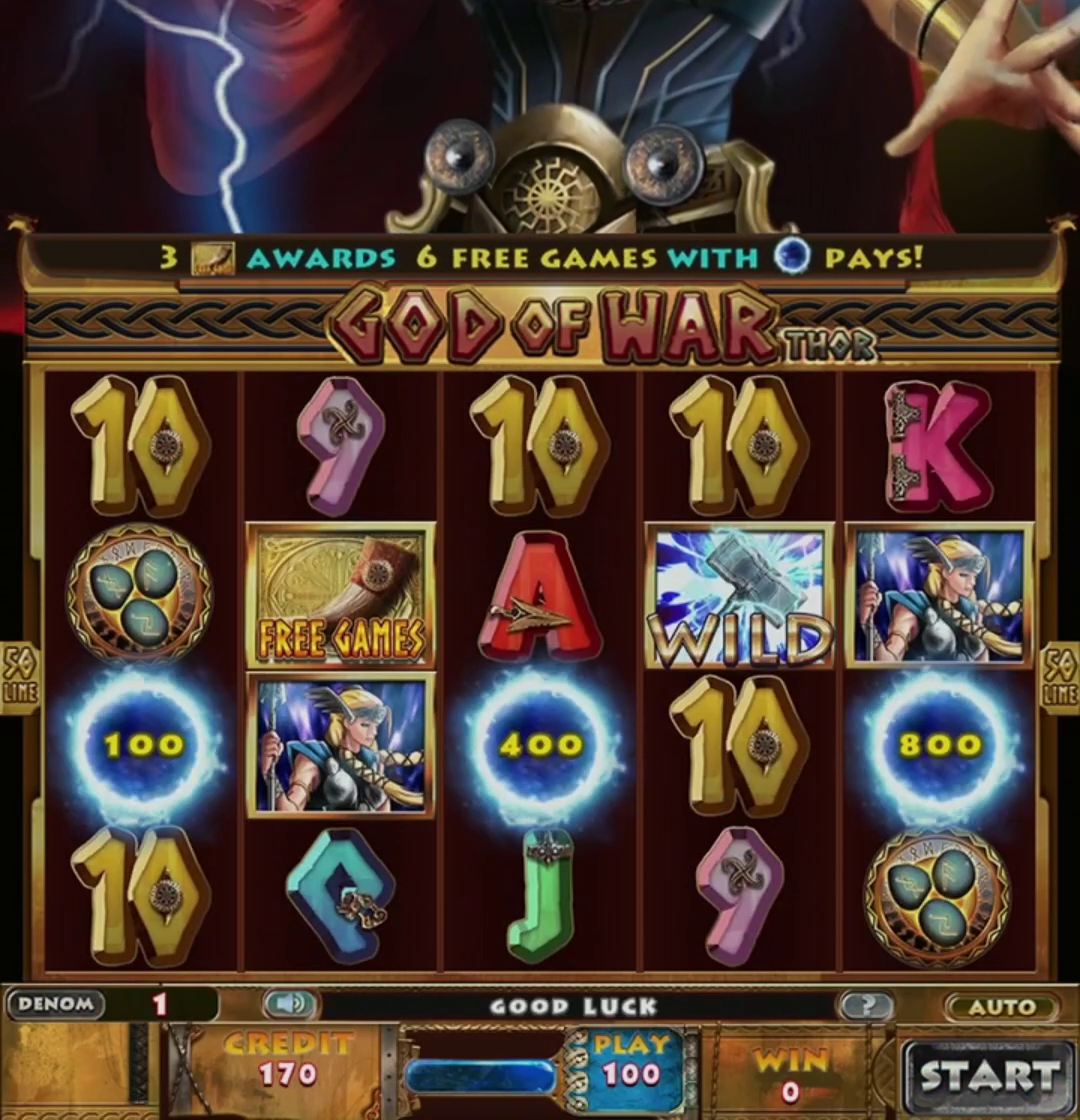 3 AWARDS 6 FREE GAMES WITH PAYS!
GOD OF WAR THOR
10 9 10 10 K
FREE GAMES A WILD
50 LINE 50 LINE
100 400 10 800
10 Q J 9
DENOM 1 GOOD LUCK ? AUTO
CREDIT PLAY WIN START
170 100 0